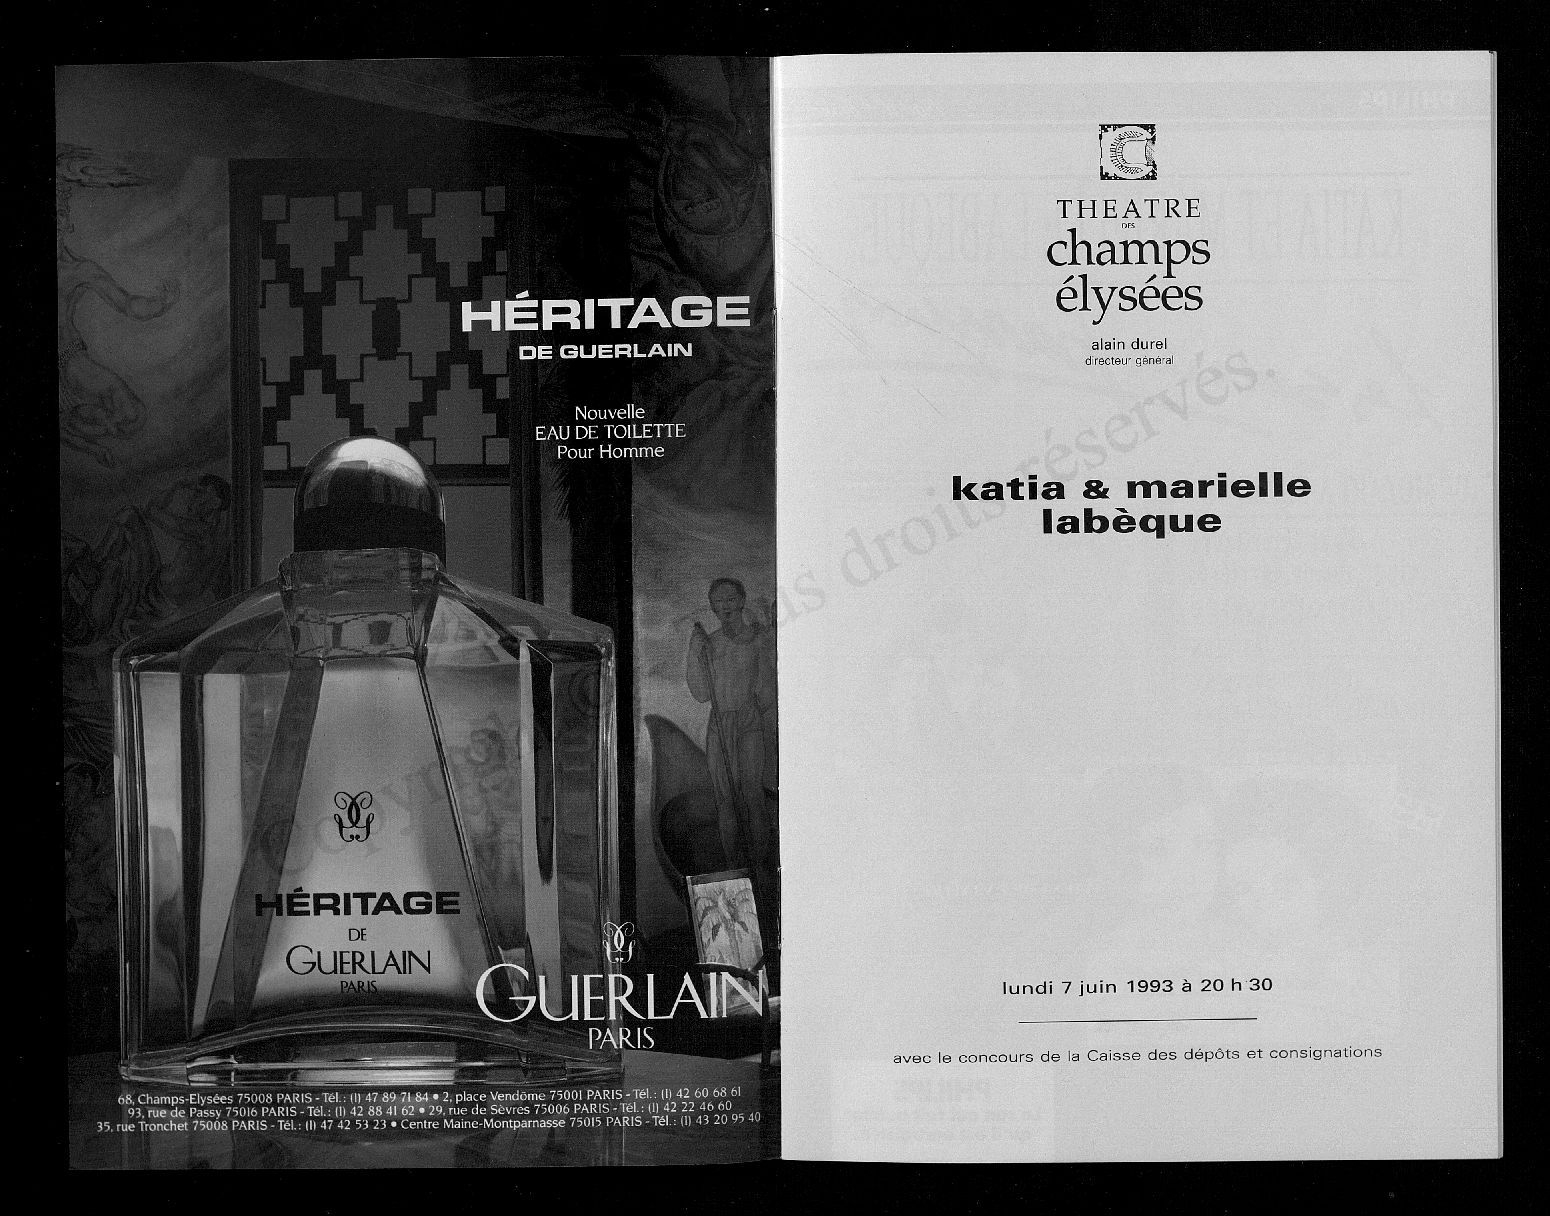 HÉRITAGE
DE GUERLAIN
Nouvelle
EAU DE TOILETTE
Pour Homme
HÉRITAGE
DE
GUERLAIN
PARIS
GUERLAIN
PARIS
68, Champs-Elysées 75008 PARIS - Tél.: (1) 47 89 71 84 • 2, place Vendôme 75001 PARIS - Tél.: (1) 42 60 68 61
93, rue de Passy 75016 PARIS - Tél.: (1) 42 88 41 62 • 29, rue de Sèvres 75006 PARIS - Tél.: (1) 42 22 46 60
35, rue Tronchet 75008 PARIS - Tél.: (1) 47 42 53 23 • Centre Maine-Montparnasse 75015 PARIS - Tél.: (1) 43 20 95 40
THEATRE
DES
champs
élysées
alain durel
directeur général
katia & marielle
labèque
lundi 7 juin 1993 à 20 h 30
avec le concours de la Caisse des dépôts et consignations
Copyright Tous droits réservés.